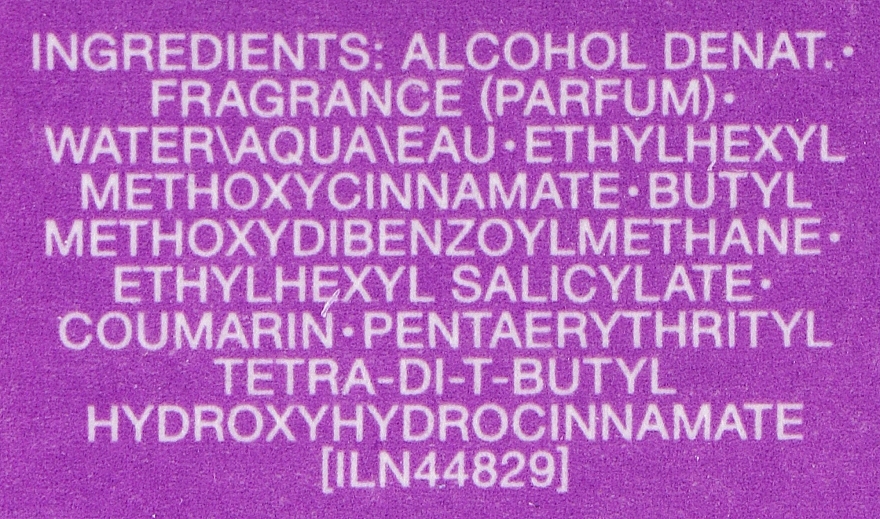 INGREDIENTS: ALCOHOL DENAT.•
FRAGRANCE (PARFUM)•
WATER\AQUA\EAU•ETHYLHEXYL
METHOXYCINNAMATE•BUTYL
METHOXYDIBENZOYLMETHANE•
ETHYLHEXYL SALICYLATE•
COUMARIN•PENTAERYTHRITYL
TETRA-DI-T-BUTYL
HYDROXYHYDROCINNAMATE
[ILN44829]